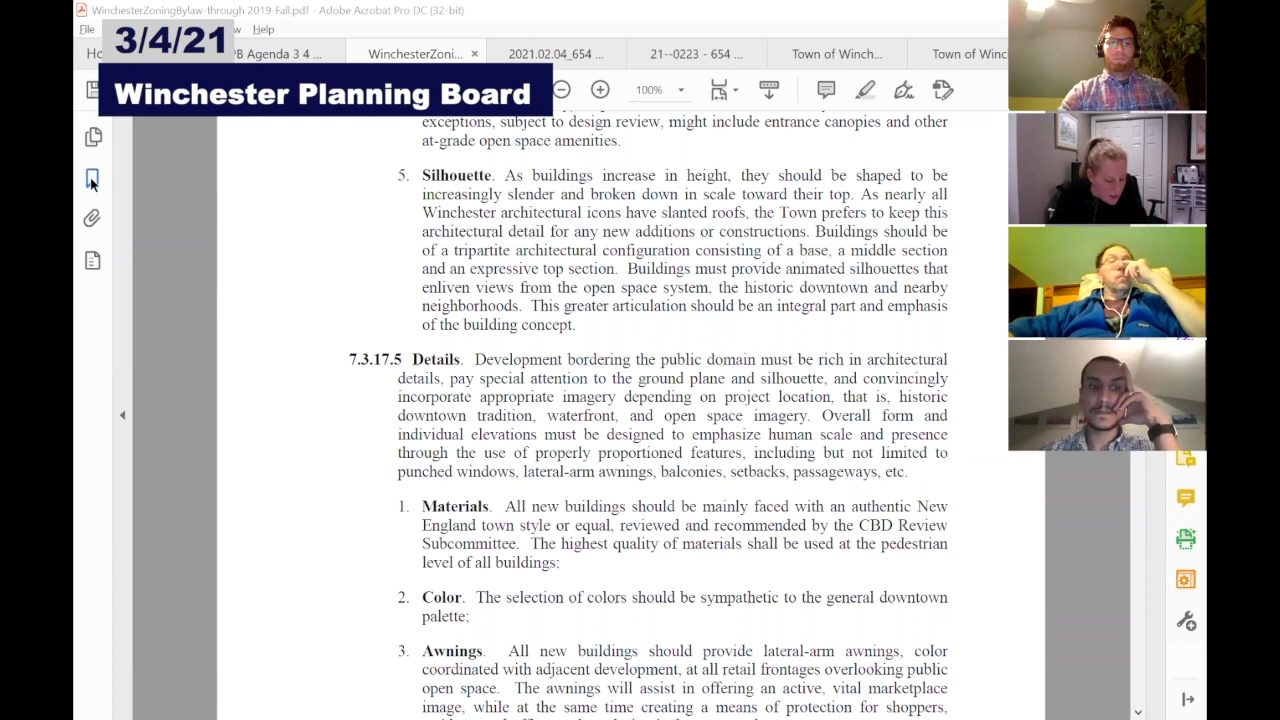 WinchesterZoningBylaw-through 2019-Fall.pdf - Adobe Acrobat Pro DC (32-bit)
File
Help
3/4/21
PB Agenda 3 4 ...
WinchesterZoni...
×
2021.02.04_654 ...
21--0223 - 654 ...
Town of Winch...
Town of Winc
Winchester Planning Board
100%
exceptions, subject to design review, might include entrance canopies and other
at-grade open space amenities.
5. Silhouette. As buildings increase in height, they should be shaped to be
increasingly slender and broken down in scale toward their top. As nearly all
Winchester architectural icons have slanted roofs, the Town prefers to keep this
architectural detail for any new additions or constructions. Buildings should be
of a tripartite architectural configuration consisting of a base, a middle section
and an expressive top section. Buildings must provide animated silhouettes that
enliven views from the open space system, the historic downtown and nearby
neighborhoods. This greater articulation should be an integral part and emphasis
of the building concept.
7.3.17.5 Details. Development bordering the public domain must be rich in architectural
details, pay special attention to the ground plane and silhouette, and convincingly
incorporate appropriate imagery depending on project location, that is, historic
downtown tradition, waterfront, and open space imagery. Overall form and
individual elevations must be designed to emphasize human scale and presence
through the use of properly proportioned features, including but not limited to
punched windows, lateral-arm awnings, balconies, setbacks, passageways, etc.
1. Materials. All new buildings should be mainly faced with an authentic New
England town style or equal, reviewed and recommended by the CBD Review
Subcommittee. The highest quality of materials shall be used at the pedestrian
level of all buildings;
2. Color. The selection of colors should be sympathetic to the general downtown
palette;
3. Awnings. All new buildings should provide lateral-arm awnings, color
coordinated with adjacent development, at all retail frontages overlooking public
open space. The awnings will assist in offering an active, vital marketplace
image, while at the same time creating a means of protection for shoppers,